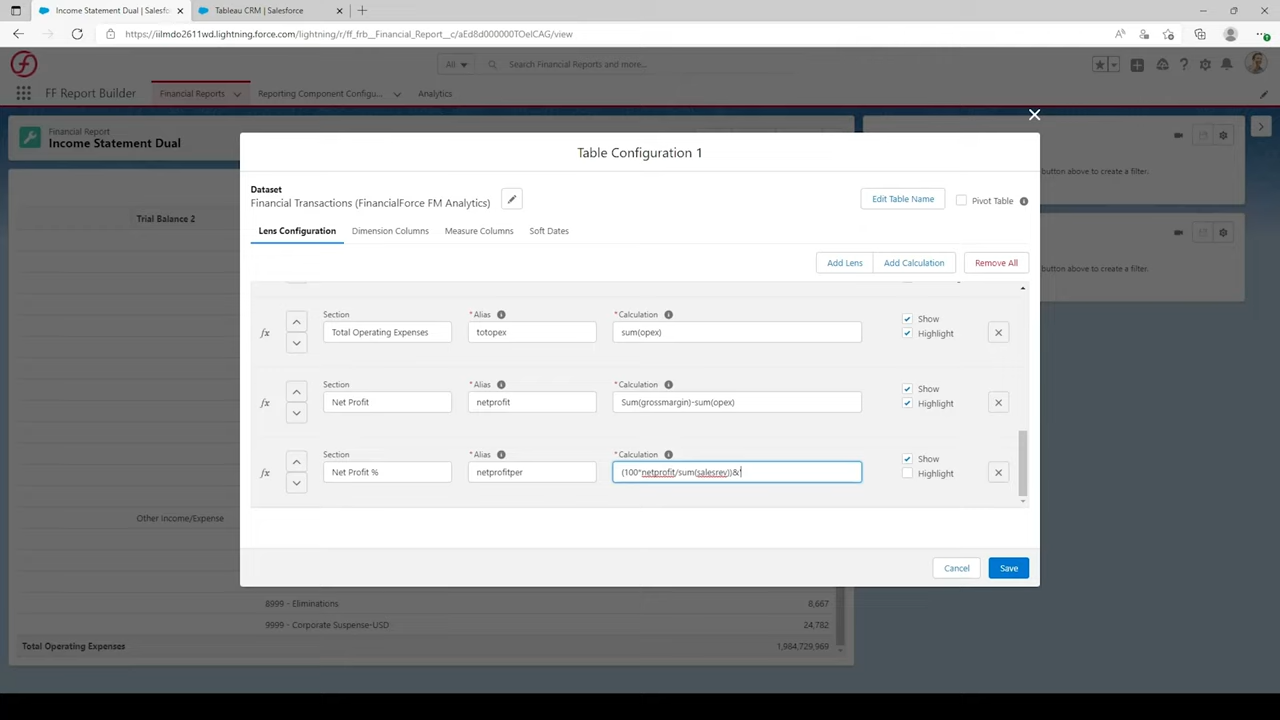 Income Statement Dual | Salesfo
Tableau CRM | Salesforce
https://iilmdo2611wd.lightning.force.com/lightning/r/ff_frb__Financial_Report__c/aEd8d000000TOelCAG/view
All
Search Financial Reports and more...
FF Report Builder
Financial Reports
Reporting Component Configu...
Analytics
Financial Report
Income Statement Dual
button above to create a filter.
Trial Balance 2
button above to create a filter.
Table Configuration 1
Dataset
Financial Transactions (FinancialForce FM Analytics)
Edit Table Name
Pivot Table
Lens Configuration
Dimension Columns
Measure Columns
Soft Dates
Add Lens
Add Calculation
Remove All
Section
* Alias
* Calculation
Show
fx
Total Operating Expenses
totopex
sum(opex)
Highlight
Section
* Alias
* Calculation
Show
fx
Net Profit
netprofit
Sum(grossmargin)-sum(opex)
Highlight
Section
* Alias
* Calculation
Show
fx
Net Profit %
netprofitper
(100*netprofit/sum(salesrev))&'
Highlight
Other Income/Expense
Cancel
Save
8999 - Eliminations
8,667
9999 - Corporate Suspense-USD
24,782
Total Operating Expenses
1,984,729,969